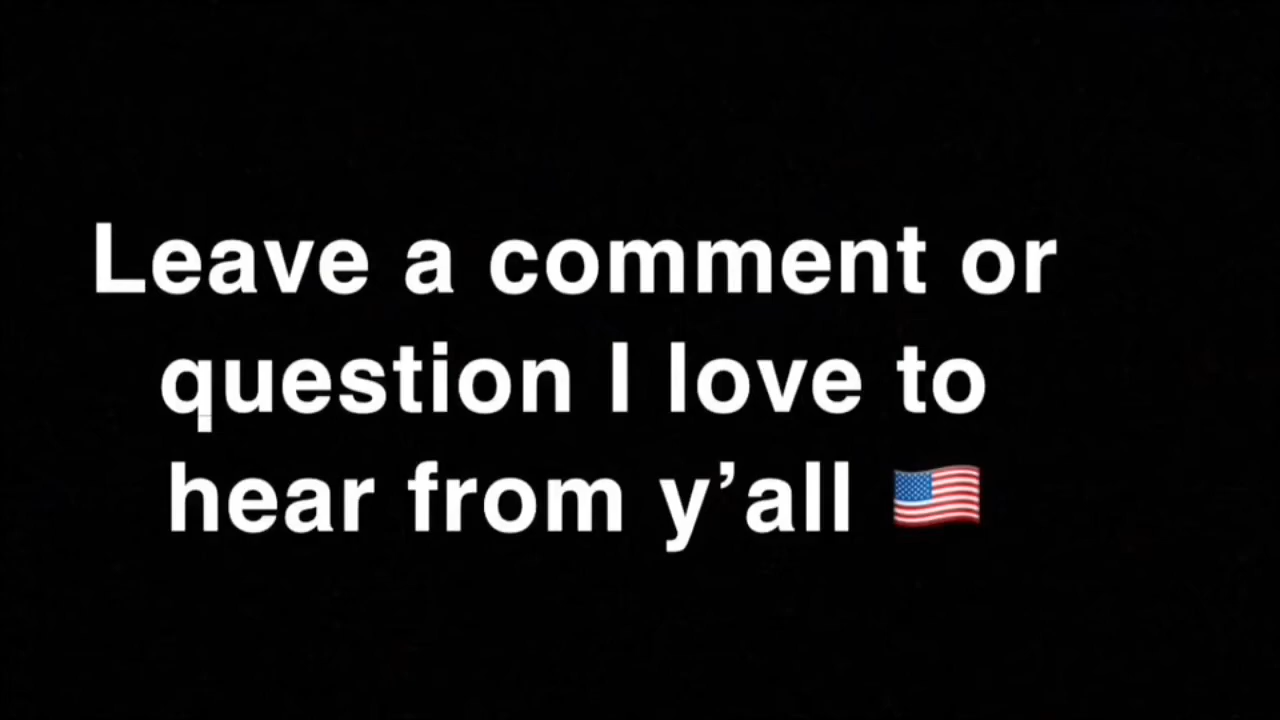 Leave a comment or
question I love to
hear from y’all 🇺🇸